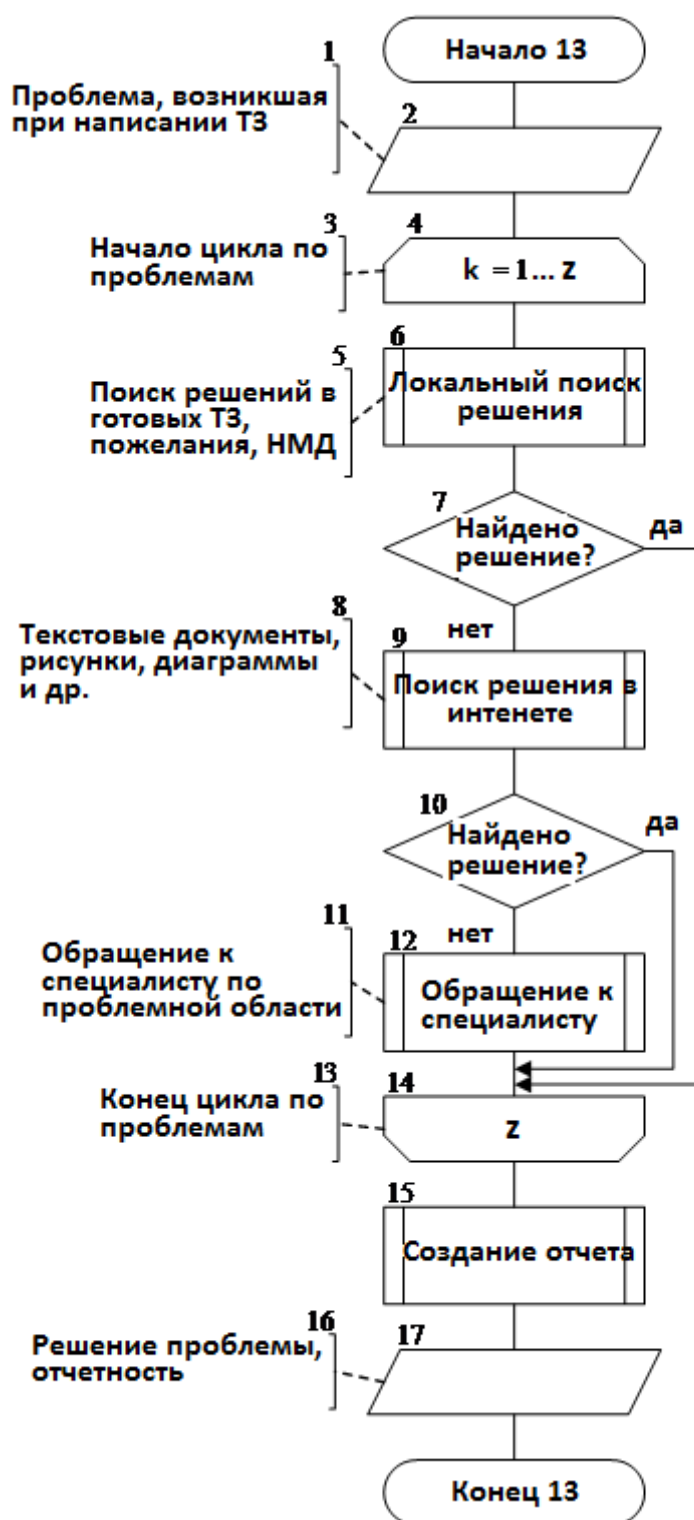 1
Начало 13
Проблема, возникшая
при написании ТЗ
2
3
4
Начало цикла по
проблемам
k = 1... z
5
6
Поиск решений в
готовых ТЗ,
пожелания, НМД
Локальный поиск
решения
7
Найдено
решение?
да
8
нет
9
Текстовые документы,
рисунки, диаграммы
и др.
Поиск решения в
интенете
10
Найдено
решение?
да
11
нет
12
Обращение к
специалисту по
проблемной области
Обращение к
специалисту
13
14
Конец цикла по
проблемам
z
15
Создание отчета
16
17
Решение проблемы,
отчетность
Конец 13